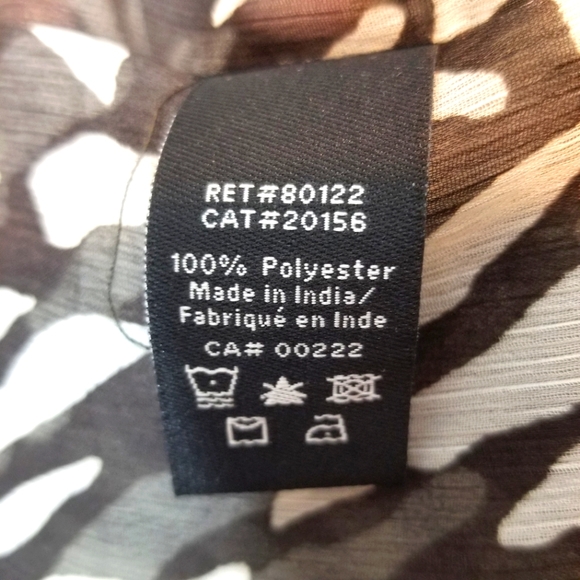 RET#80122
CAT#20156
100% Polyester
Made in India/
Fabriqué en Inde
CA# 00222